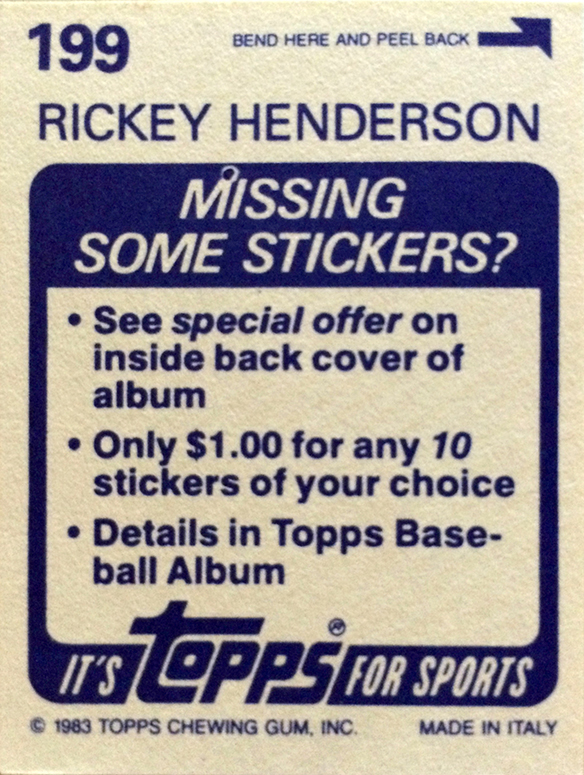 199
BEND HERE AND PEEL BACK
RICKEY HENDERSON
MISSING
SOME STICKERS?
• See special offer on
inside back cover of
album
• Only $1.00 for any 10
stickers of your choice
• Details in Topps Base-
ball Album
IT'S TOPPS® FOR SPORTS
© 1983 TOPPS CHEWING GUM, INC. MADE IN ITALY